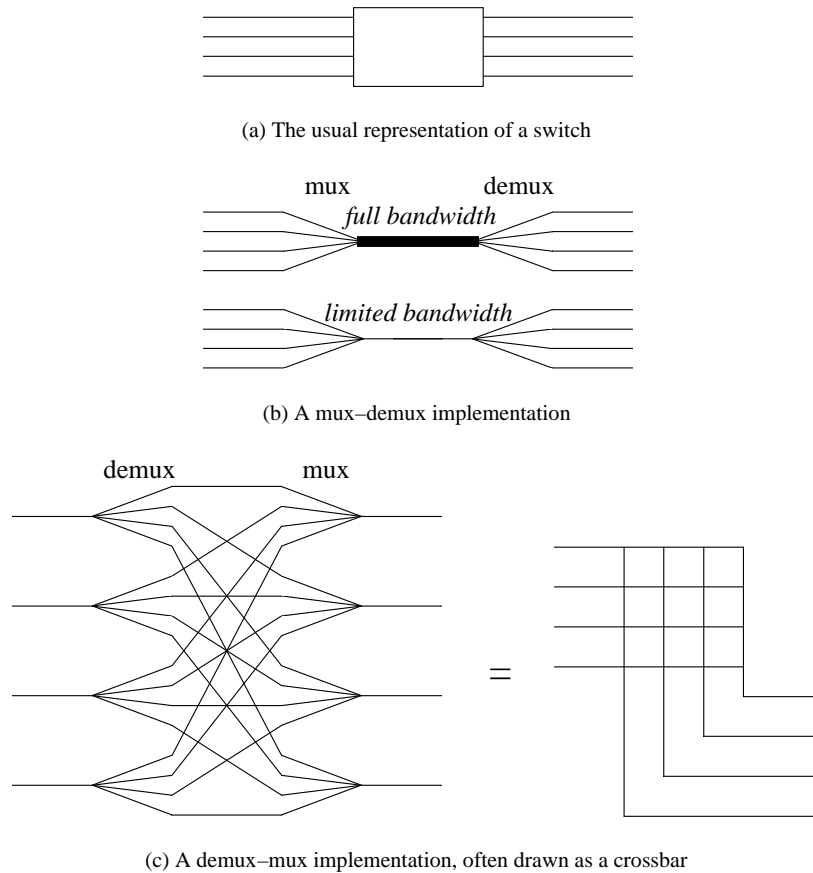 (a) The usual representation of a switch
mux demux
full bandwidth
limited bandwidth
(b) A mux–demux implementation
demux mux
=
(c) A demux–mux implementation, often drawn as a crossbar